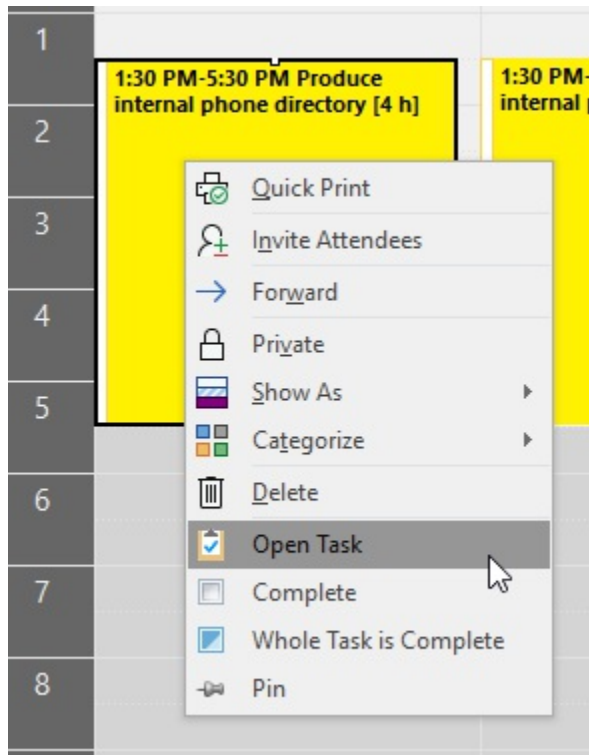 1
1:30 PM-5:30 PM Produce
internal phone directory [4 h]
1:30 PM-
internal
2
Quick Print
3
Invite Attendees
Forward
4
Private
Show As
5
Categorize
6
Delete
Open Task
7
Complete
Whole Task is Complete
8
Pin